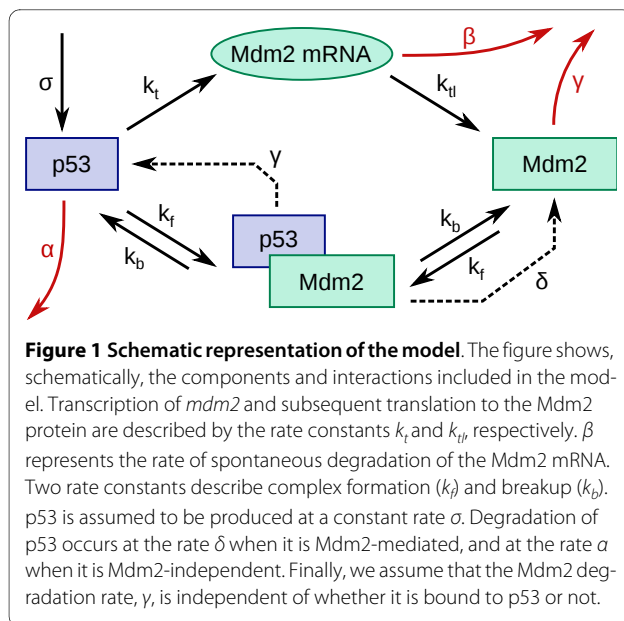 Mdm2 mRNA
β
σ
k_t
k_tl
γ
p53
Mdm2
γ
α
k_f
k_b
p53
Mdm2
k_b
k_f
δ
Figure 1 Schematic representation of the model. The figure shows,
schematically, the components and interactions included in the mod-
el. Transcription of mdm2 and subsequent translation to the Mdm2
protein are described by the rate constants k_t and k_tl, respectively. β
represents the rate of spontaneous degradation of the Mdm2 mRNA.
Two rate constants describe complex formation (k_f) and breakup (k_b).
p53 is assumed to be produced at a constant rate σ. Degradation of
p53 occurs at the rate δ when it is Mdm2-mediated, and at the rate α
when it is Mdm2-independent. Finally, we assume that the Mdm2 deg-
radation rate, γ, is independent of whether it is bound to p53 or not.